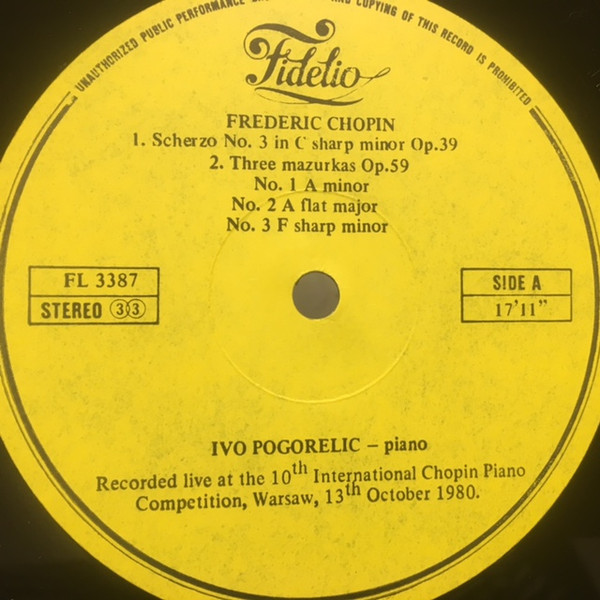 UNAUTHORIZED PUBLIC PERFORMANCE
COPYING OF THIS RECORD IS PROHIBITED
Fidelio
FREDERIC CHOPIN
1. Scherzo No. 3 in C sharp minor Op.39
2. Three mazurkas Op.59
No. 1 A minor
No. 2 A flat major
No. 3 F sharp minor
FL 3387
STEREO 33
SIDE A
17'11"
IVO POGORELIC – piano
Recorded live at the 10th International Chopin Piano
Competition, Warsaw, 13th October 1980.